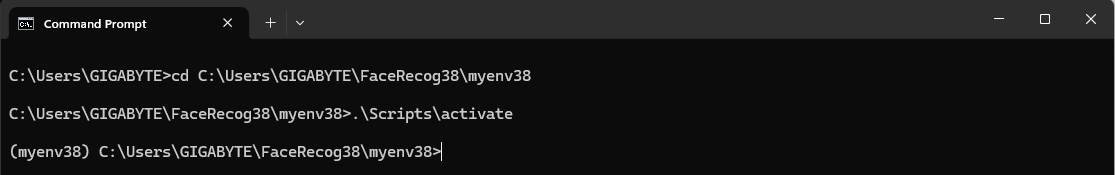 Command Prompt
C:\Users\GIGABYTE>cd C:\Users\GIGABYTE\FaceRecog38\myenv38
C:\Users\GIGABYTE\FaceRecog38\myenv38>.\Scripts\activate
(myenv38) C:\Users\GIGABYTE\FaceRecog38\myenv38>